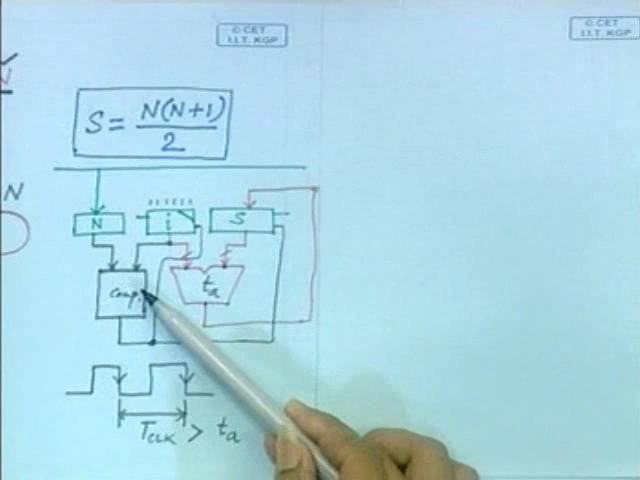 © CET
I.I.T. KGP
© CET
I.I.T. KGP
S = N(N+1)/2
N
N
i
S
Comp.
ta
TCLK > ta